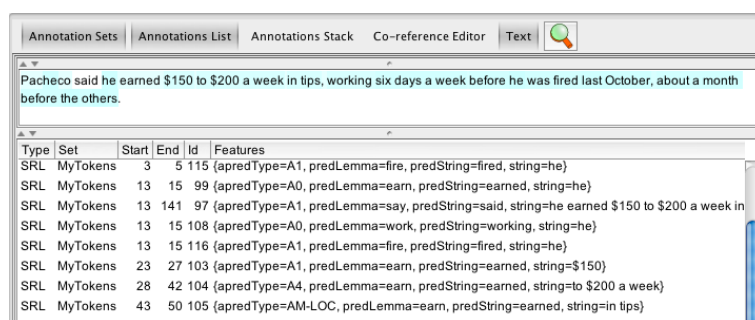 Annotation Sets Annotations List Annotations Stack Co-reference Editor Text
Pacheco said he earned $150 to $200 a week in tips, working six days a week before he was fired last October, about a month
before the others.
Type Set Start End Id Features
SRL MyTokens 3 5 115 {apredType=A1, predLemma=fire, predString=fired, string=he}
SRL MyTokens 13 15 99 {apredType=A0, predLemma=earn, predString=earned, string=he}
SRL MyTokens 13 141 97 {apredType=A1, predLemma=say, predString=said, string=he earned $150 to $200 a week in
SRL MyTokens 13 15 108 {apredType=A0, predLemma=work, predString=working, string=he}
SRL MyTokens 13 15 116 {apredType=A1, predLemma=fire, predString=fired, string=he}
SRL MyTokens 23 27 103 {apredType=A1, predLemma=earn, predString=earned, string=$150}
SRL MyTokens 28 42 104 {apredType=A4, predLemma=earn, predString=earned, string=to $200 a week}
SRL MyTokens 43 50 105 {apredType=AM-LOC, predLemma=earn, predString=earned, string=in tips}